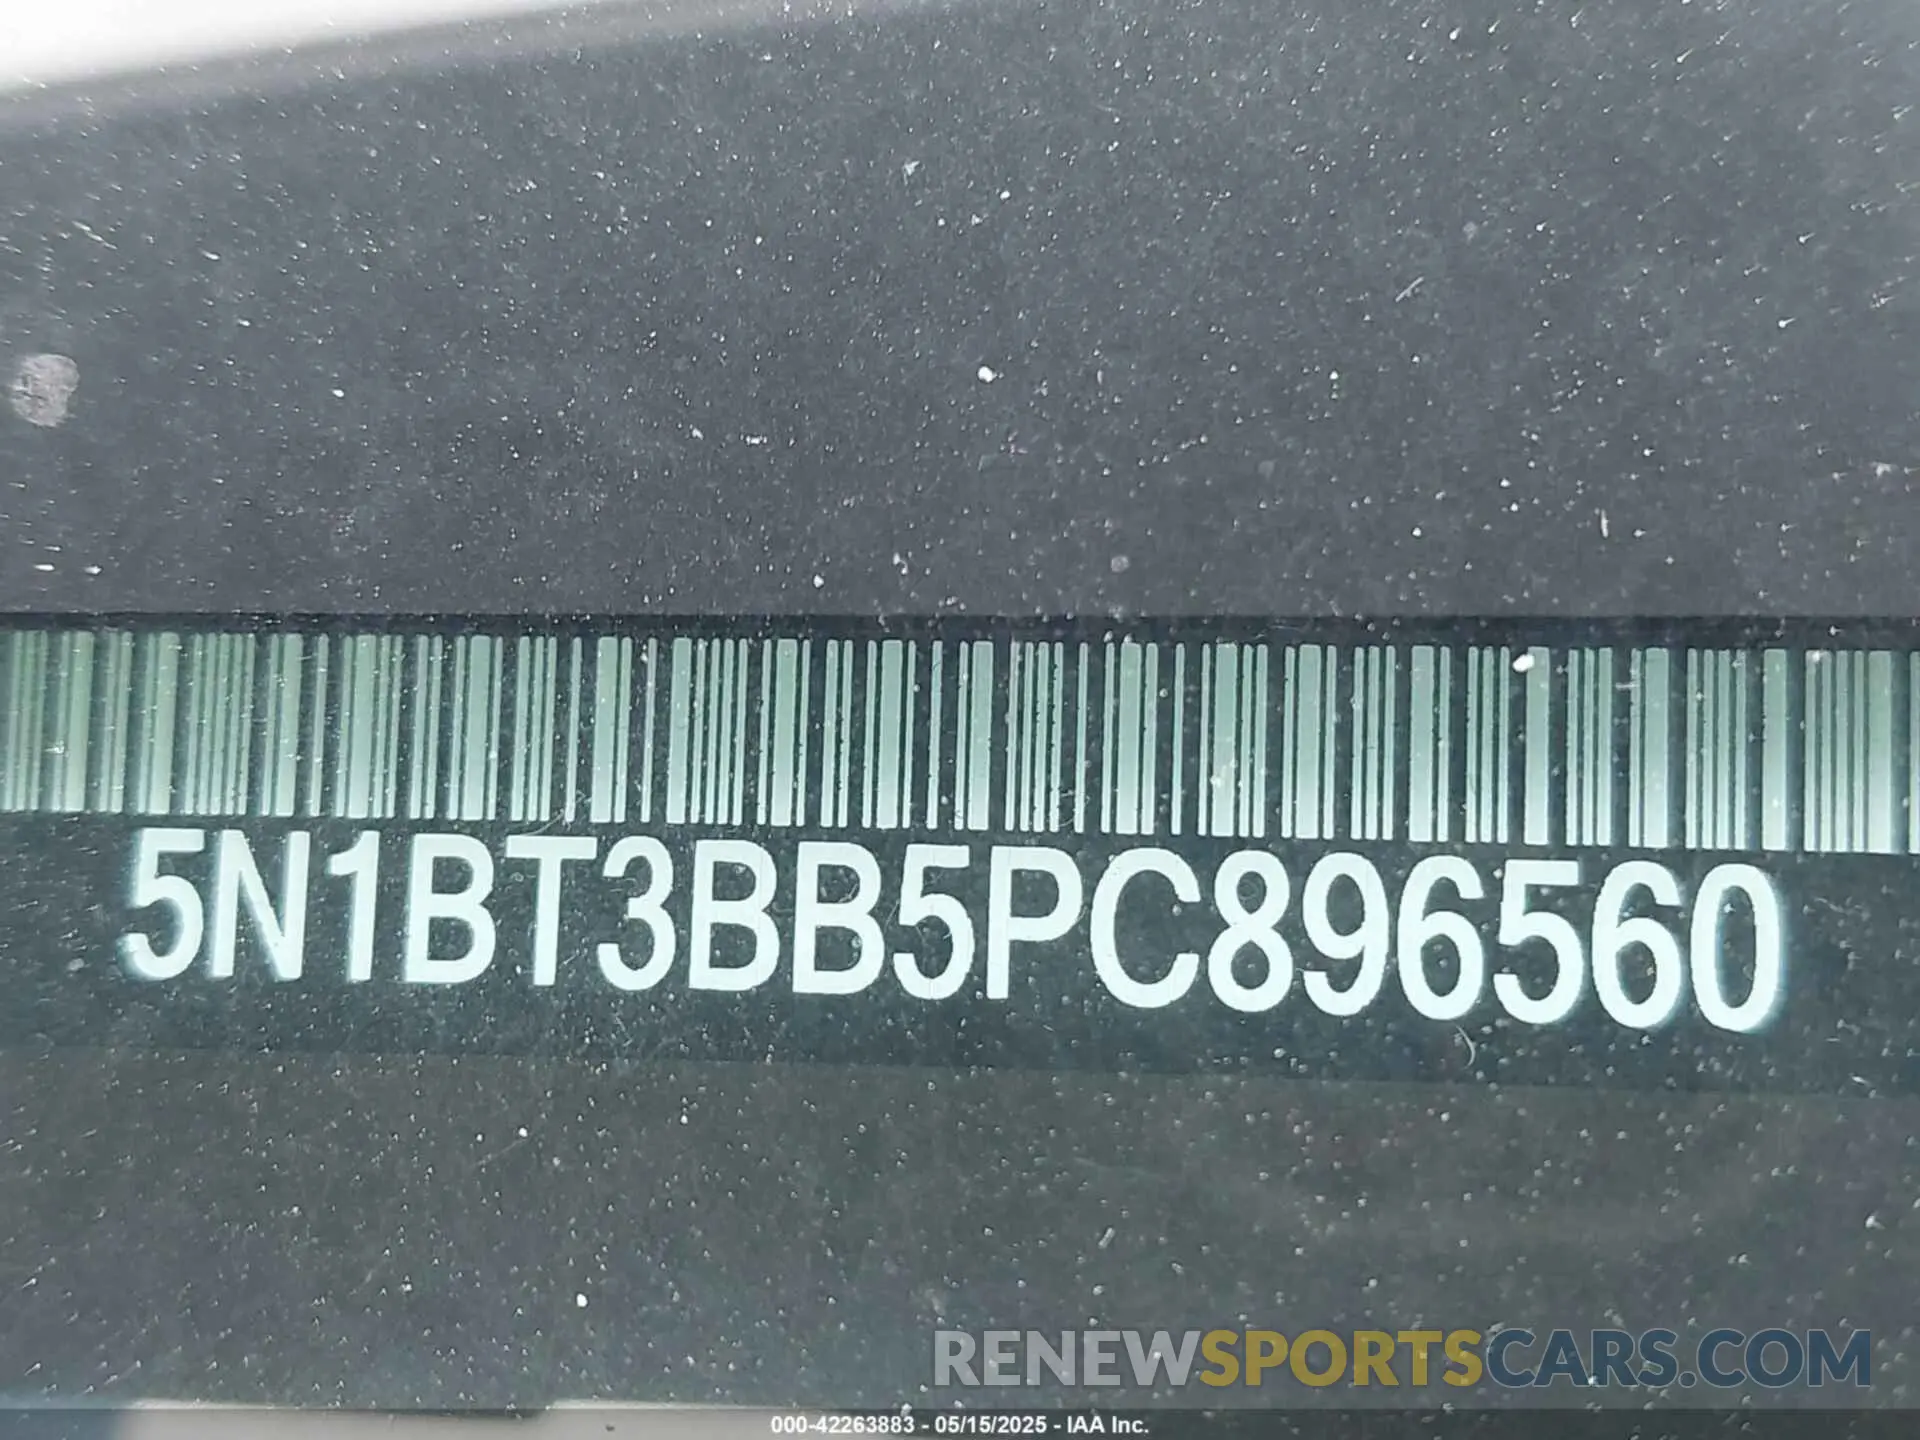 5N1BT3BB5PC896560
RENEWSPORTSCARS.COM
000-42263883 - 05/15/2025 - IAA Inc.